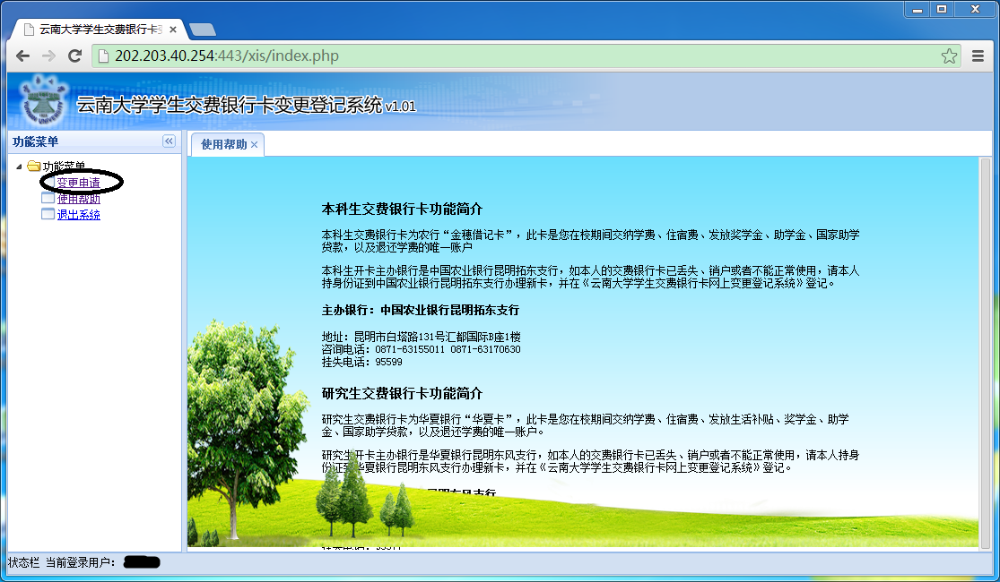 云南大学学生交费银行卡
202.203.40.254:443/xis/index.php
云南大学学生交费银行卡变更登记系统 v1.01
功能菜单
使用帮助
功能菜单
变更申请
使用帮助
退出系统
本科生交费银行卡功能简介
本科生交费银行卡为农行“金穗借记卡”，此卡是您在校期间交纳学费、住宿费、发放奖学金、助学金、国家助学
贷款，以及退还学费的唯一账户
本科生开卡主办银行是中国农业银行昆明拓东支行，如本人的交费银行卡已丢失、销户或者不能正常使用，请本人
持身份证到中国农业银行昆明拓东支行办理新卡，并在《云南大学学生交费银行卡网上变更登记系统》登记。
主办银行：中国农业银行昆明拓东支行
地址：昆明市白塔路131号汇都国际B座1楼
咨询电话：0871-63155011 0871-63170630
挂失电话：95599
研究生交费银行卡功能简介
研究生交费银行卡为华夏银行“华夏卡”，此卡是您在校期间交纳学费、住宿费、发放生活补贴、奖学金、助学
金、国家助学贷款，以及退还学费的唯一账户。
研究生开卡主办银行是华夏银行昆明东风支行，如本人的交费银行卡已丢失、销户或者不能正常使用，请本人持身
份证到华夏银行昆明东风支行办理新卡，并在《云南大学学生交费银行卡网上变更登记系统》登记。
昆明东风支行
状态栏 当前登录用户：